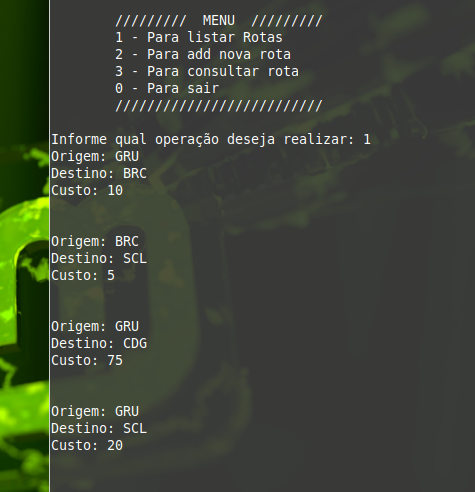 /////////  MENU  /////////
1 - Para listar Rotas
2 - Para add nova rota
3 - Para consultar rota
0 - Para sair
//////////////////////////
Informe qual operação deseja realizar: 1
Origem: GRU
Destino: BRC
Custo: 10
Origem: BRC
Destino: SCL
Custo: 5
Origem: GRU
Destino: CDG
Custo: 75
Origem: GRU
Destino: SCL
Custo: 20